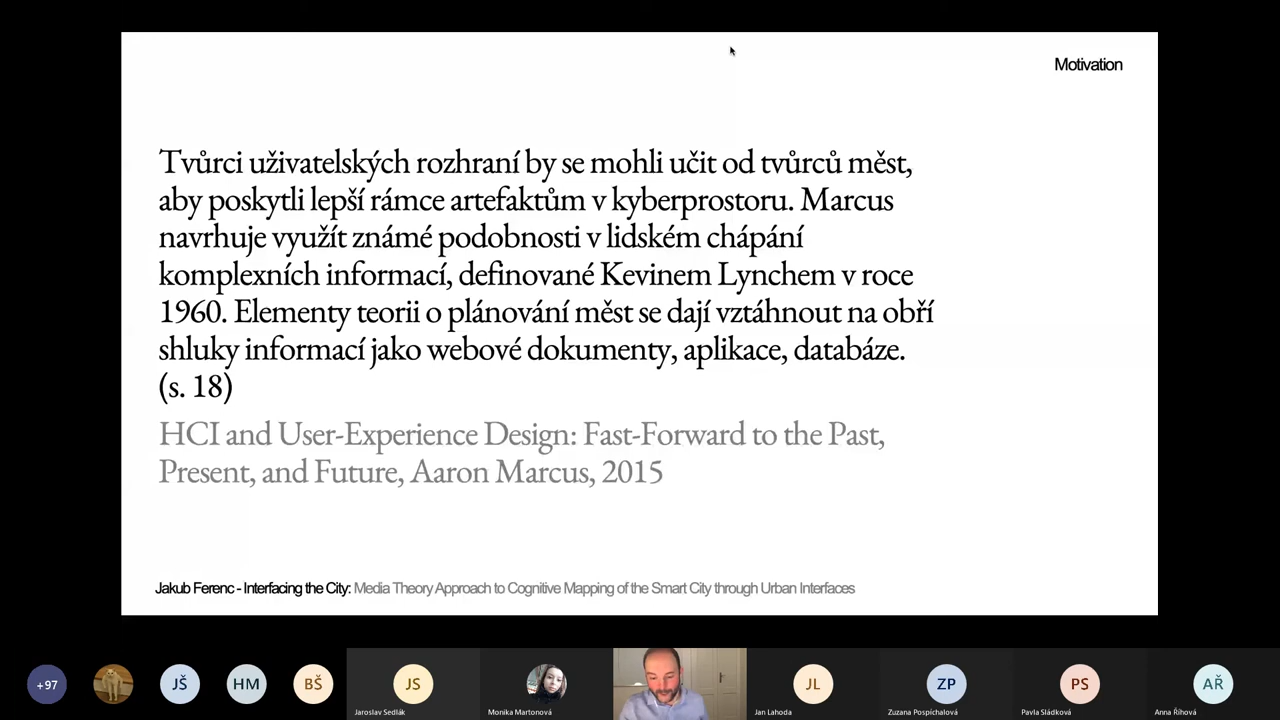 Motivation
Tvůrci uživatelských rozhraní by se mohli učit od tvůrců měst,
aby poskytli lepší rámce artefaktům v kyberprostoru. Marcus
navrhuje využít známé podobnosti v lidském chápání
komplexních informací, definované Kevinem Lynchem v roce
1960. Elementy teorii o plánování měst se dají vztáhnout na obří
shluky informací jako webové dokumenty, aplikace, databáze.
(s. 18)
HCI and User-Experience Design: Fast-Forward to the Past,
Present, and Future, Aaron Marcus, 2015
Jakub Ferenc - Interfacing the City: Media Theory Approach to Cognitive Mapping of the Smart City through Urban Interfaces
+97
JŠ
HM
BŠ
JS
JL
ZP
PS
AŘ
Jaroslav Sedlák
Monika Martonová
Jan Lahoda
Zuzana Pospíchalová
Pavla Sládková
Anna Říhová